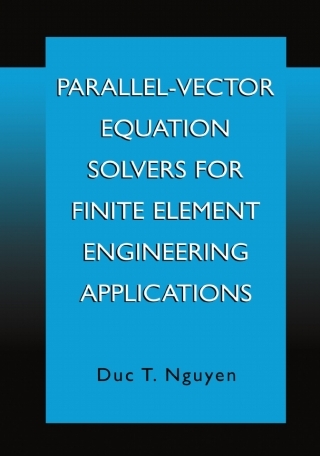 PARALLEL-VECTOR
EQUATION
SOLVERS FOR
FINITE ELEMENT
ENGINEERING
APPLICATIONS
Duc T. Nguyen